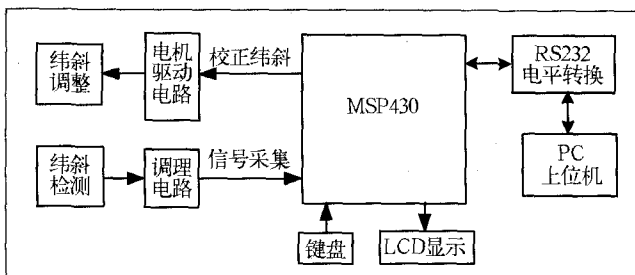 纬斜
调整
电机
驱动
电路
校正纬斜
MSP430
RS232
电平转换
纬斜
检测
调理
电路
信号采集
PC
上位机
键盘
LCD显示